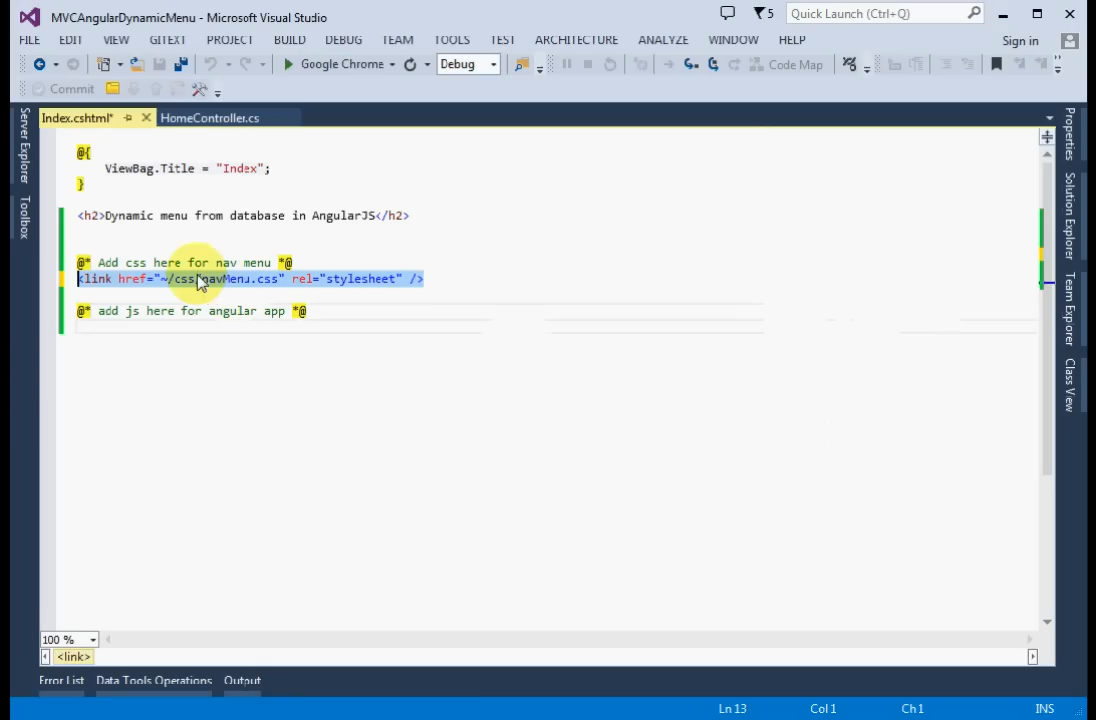 MVCAngularDynamicMenu - Microsoft Visual Studio
5
Quick Launch (Ctrl+Q)
FILE EDIT VIEW GITEXT PROJECT BUILD DEBUG TEAM TOOLS TEST ARCHITECTURE ANALYZE WINDOW HELP Sign in
Google Chrome Debug Code Map
Commit
Index.cshtml* HomeController.cs
Server Explorer
Toolbox
@{
ViewBag.Title = "Index";
}
<h2>Dynamic menu from database in AngularJS</h2>
@* Add css here for nav menu *@
<link href="~/css/navMenu.css" rel="stylesheet" />
@* add js here for angular app *@
Properties
Solution Explorer
Team Explorer
Class View
100 %
<link>
Error List Data Tools Operations Output
Ln 13 Col 1 Ch 1 INS